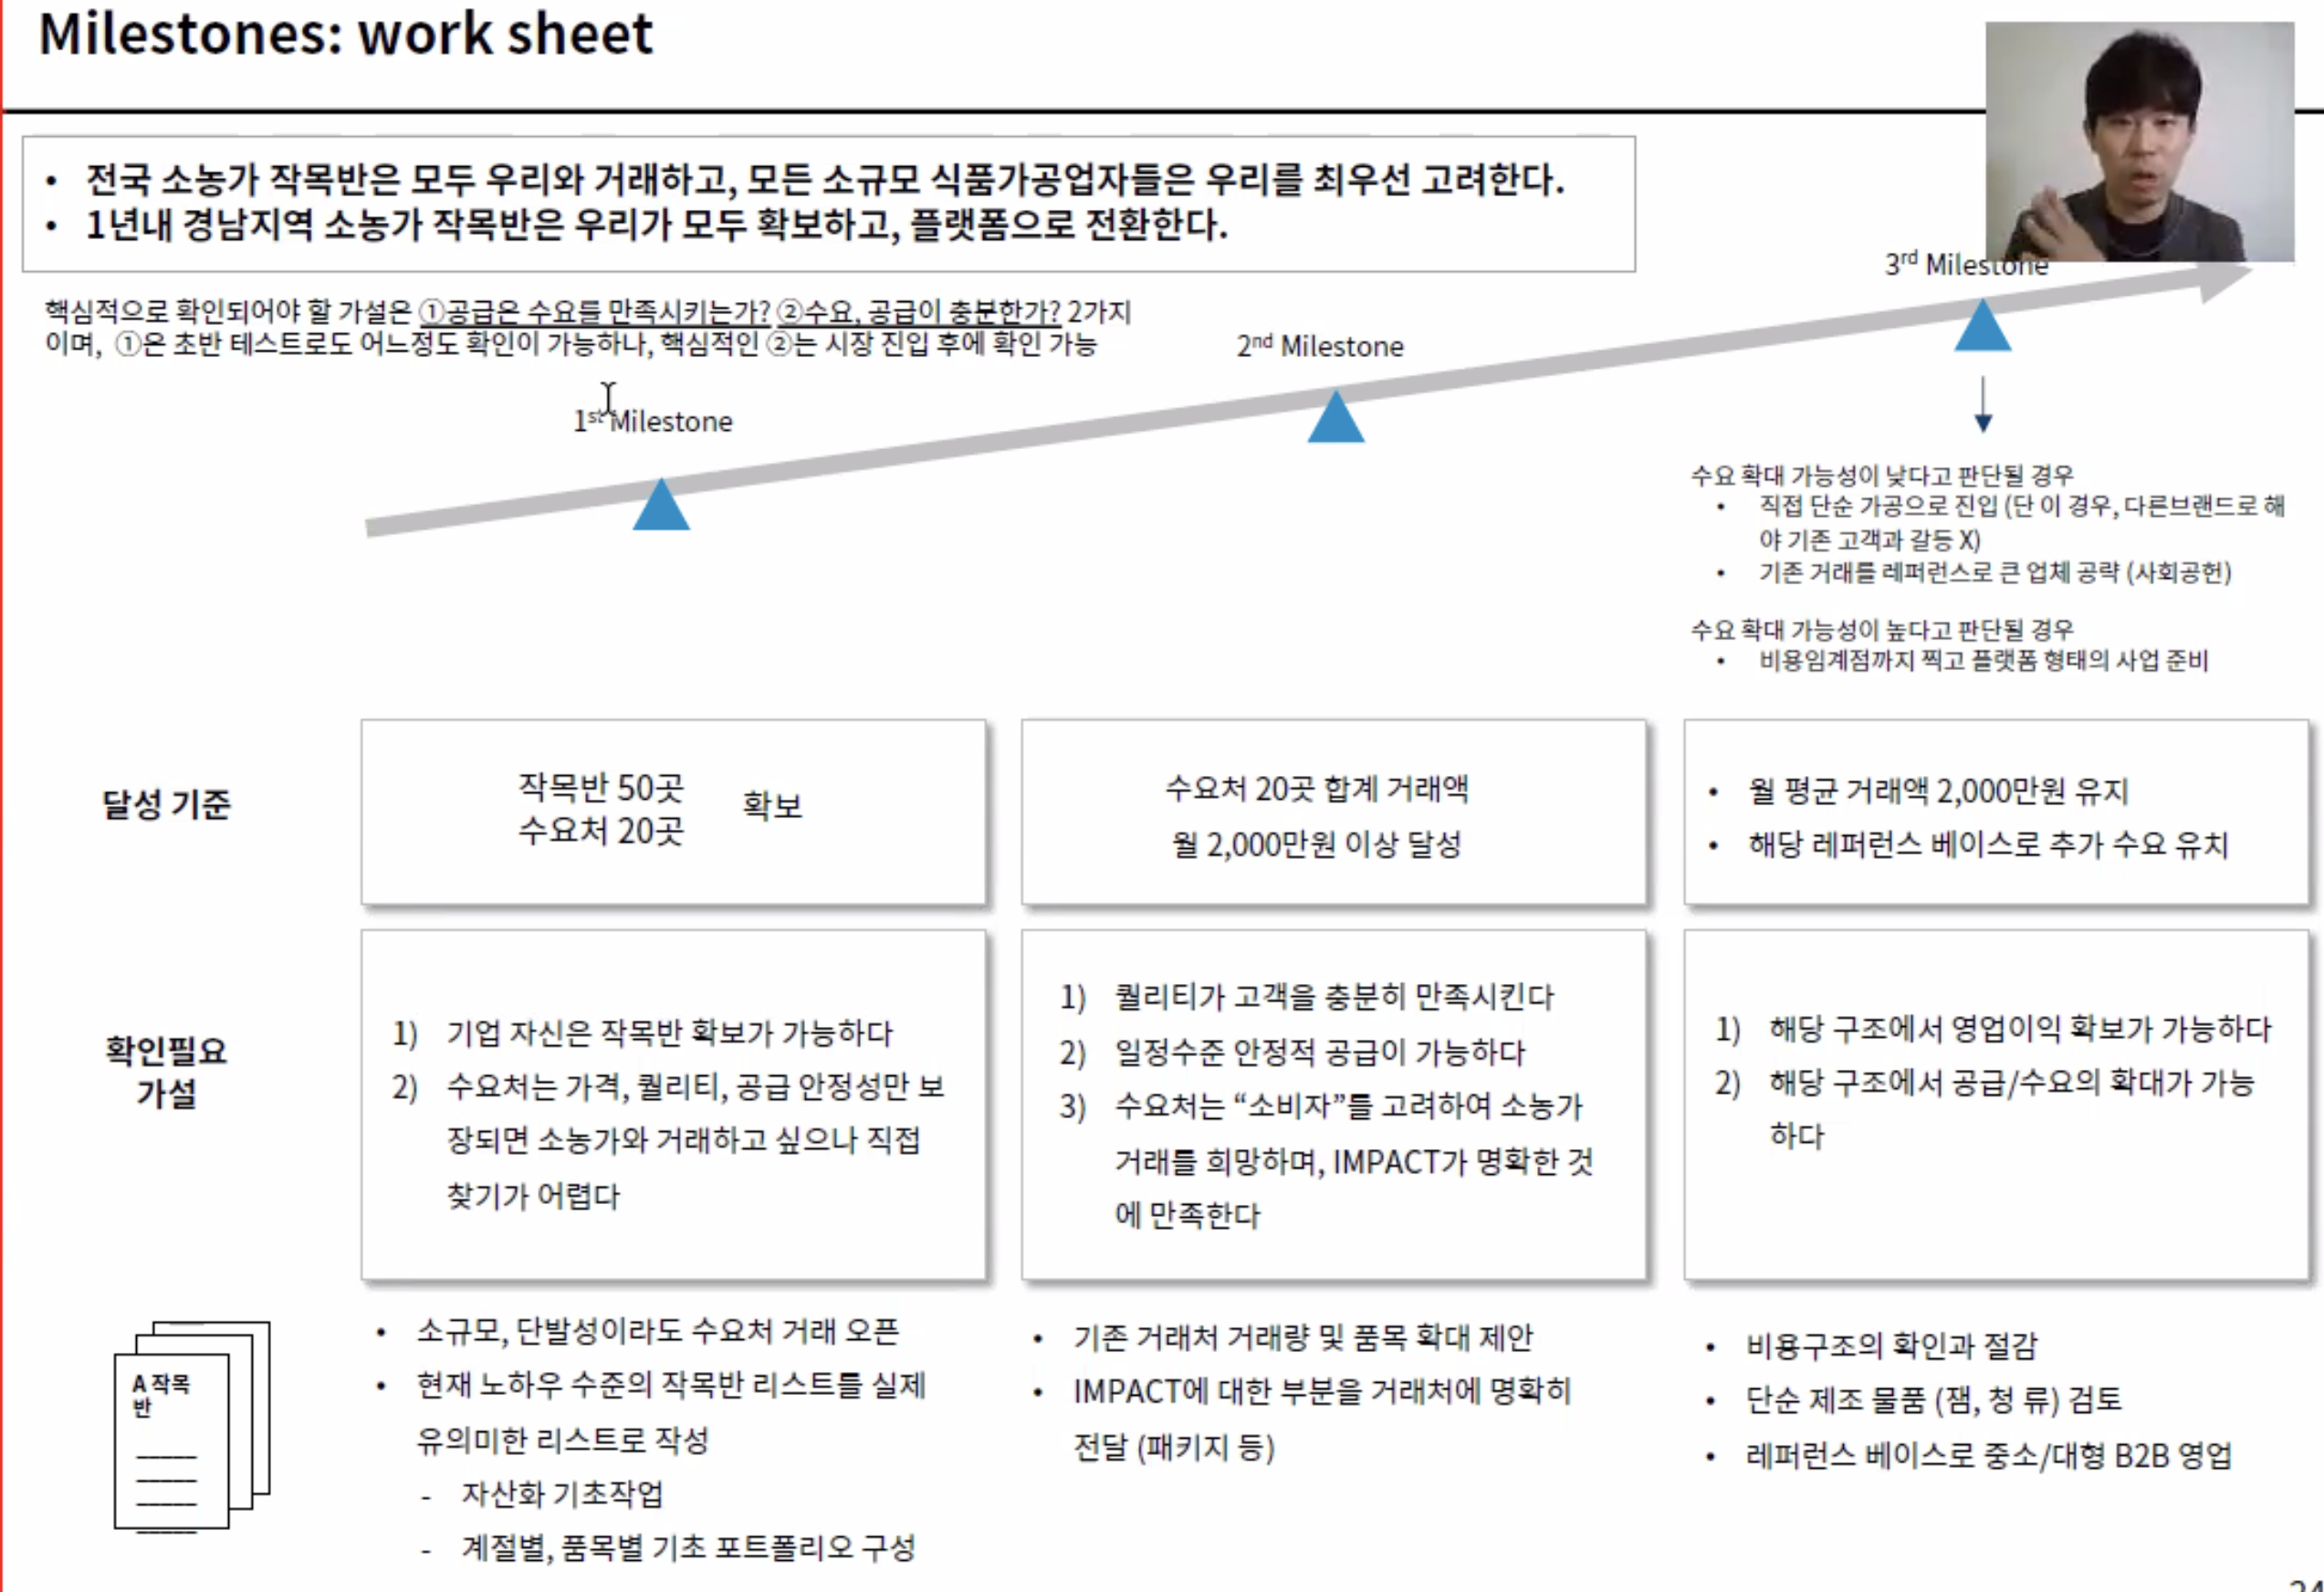 Milestones: work sheet
• 전국 소농가 작목반은 모두 우리와 거래하고, 모든 소규모 식품가공업자들은 우리를 최우선 고려한다.
• 1년내 경남지역 소농가 작목반은 우리가 모두 확보하고, 플랫폼으로 전환한다.
핵심적으로 확인되어야 할 가설은 ①공급은 수요를 만족시키는가? ②수요, 공급이 충분한가? 2가지
이며, ①은 초반 테스트로도 어느정도 확인이 가능하나, 핵심적인 ②는 시장 진입 후에 확인 가능
1st Milestone
2nd Milestone
3rd Milestone
수요 확대 가능성이 낮다고 판단될 경우
• 직접 단순 가공으로 진입 (단 이 경우, 다른브랜드로 해
야 기존 고객과 갈등 X)
• 기존 거래를 레퍼런스로 큰 업체 공략 (사회공헌)
수요 확대 가능성이 높다고 판단될 경우
• 비용임계점까지 찍고 플랫폼 형태의 사업 준비
달성 기준
작목반 50곳
수요처 20곳
확보
수요처 20곳 합계 거래액
월 2,000만원 이상 달성
• 월 평균 거래액 2,000만원 유지
• 해당 레퍼런스 베이스로 추가 수요 유치
확인필요
가설
1) 기업 자신은 작목반 확보가 가능하다
2) 수요처는 가격, 퀄리티, 공급 안정성만 보
장되면 소농가와 거래하고 싶으나 직접
찾기가 어렵다
1) 퀄리티가 고객을 충분히 만족시킨다
2) 일정수준 안정적 공급이 가능하다
3) 수요처는 “소비자”를 고려하여 소농가
거래를 희망하며, IMPACT가 명확한 것
에 만족한다
1) 해당 구조에서 영업이익 확보가 가능하다
2) 해당 구조에서 공급/수요의 확대가 가능
하다
A 작목
반
• 소규모, 단발성이라도 수요처 거래 오픈
• 현재 노하우 수준의 작목반 리스트를 실제
유의미한 리스트로 작성
- 자산화 기초작업
- 계절별, 품목별 기초 포트폴리오 구성
• 기존 거래처 거래량 및 품목 확대 제안
• IMPACT에 대한 부분을 거래처에 명확히
전달 (패키지 등)
• 비용구조의 확인과 절감
• 단순 제조 물품 (잼, 청 류) 검토
• 레퍼런스 베이스로 중소/대형 B2B 영업